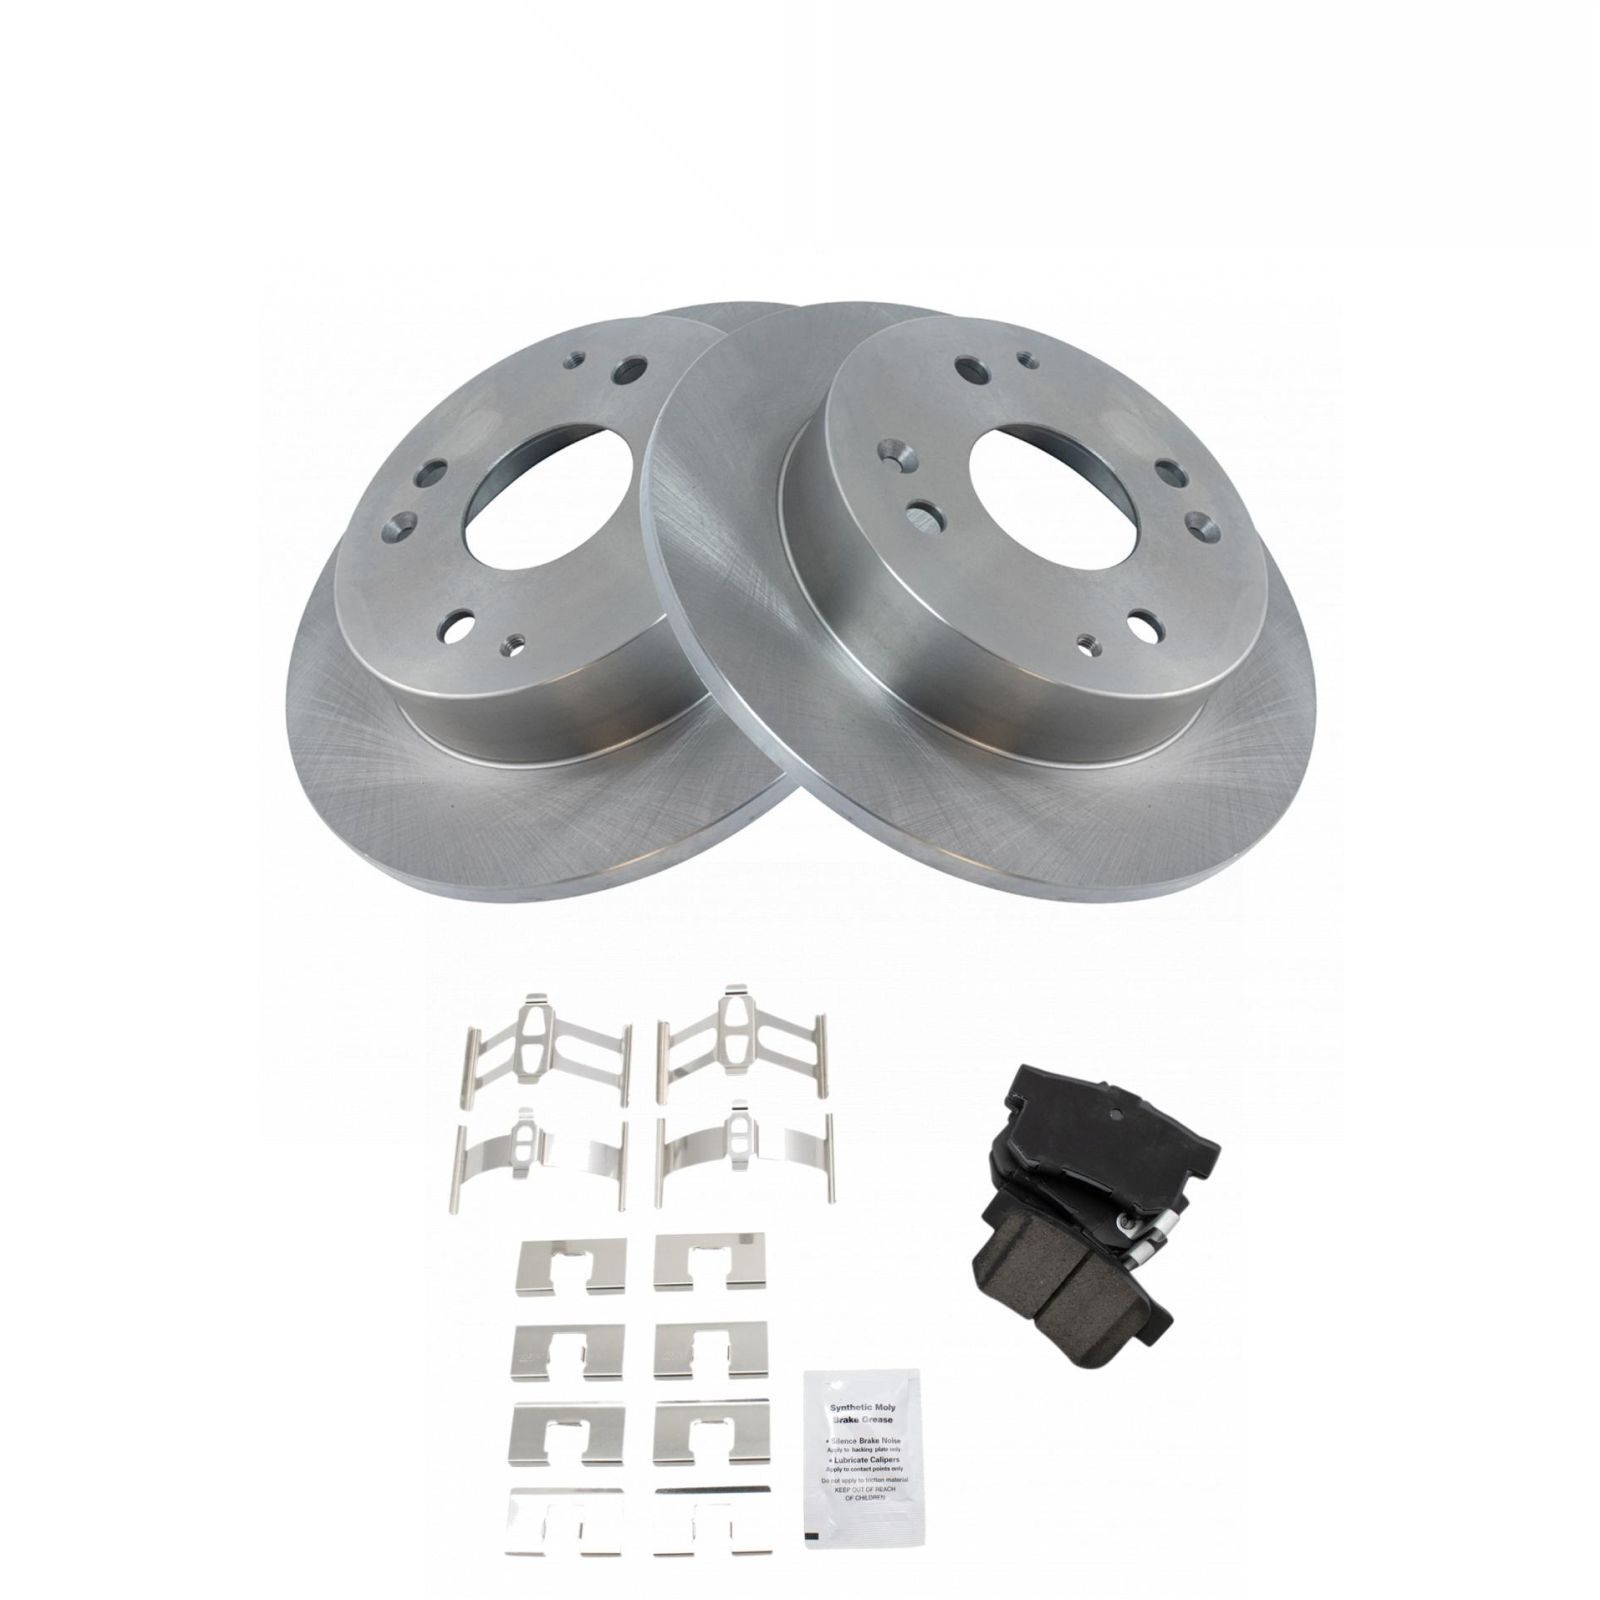 Synthetic Moly
Brake Grease
• Silence Brake Noise
Apply to backing plate only
• Lubricate Calipers
Apply to contact points only
Do not apply to friction material
KEEP OUT OF REACH
OF CHILDREN